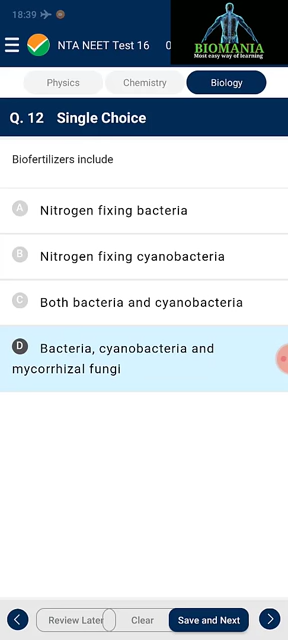 18:39
NTA NEET Test 16
BIOMANIA
Most easy way of learning
Physics
Chemistry
Biology
Q. 12 Single Choice
Biofertilizers include
A Nitrogen fixing bacteria
B Nitrogen fixing cyanobacteria
C Both bacteria and cyanobacteria
D Bacteria, cyanobacteria and
mycorrhizal fungi
Review Later
Clear
Save and Next